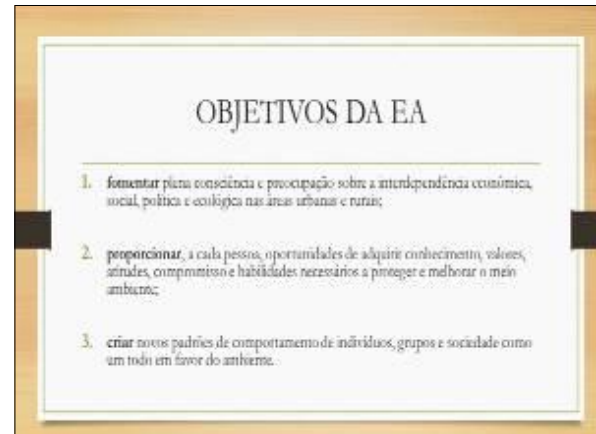 OBJETIVOS DA EA
1. fomentar plena consciência e preocupação sobre a interdependência econômica,
social, política e ecológica nas áreas urbanas e rurais;
2. proporcionar, a cada pessoa, oportunidades de adquirir conhecimento, valores,
atitudes, compromisso e habilidades necessários a proteger e melhorar o meio
ambiente;
3. criar novos padrões de comportamento de indivíduos, grupos e sociedade como
um todo em favor do ambiente.